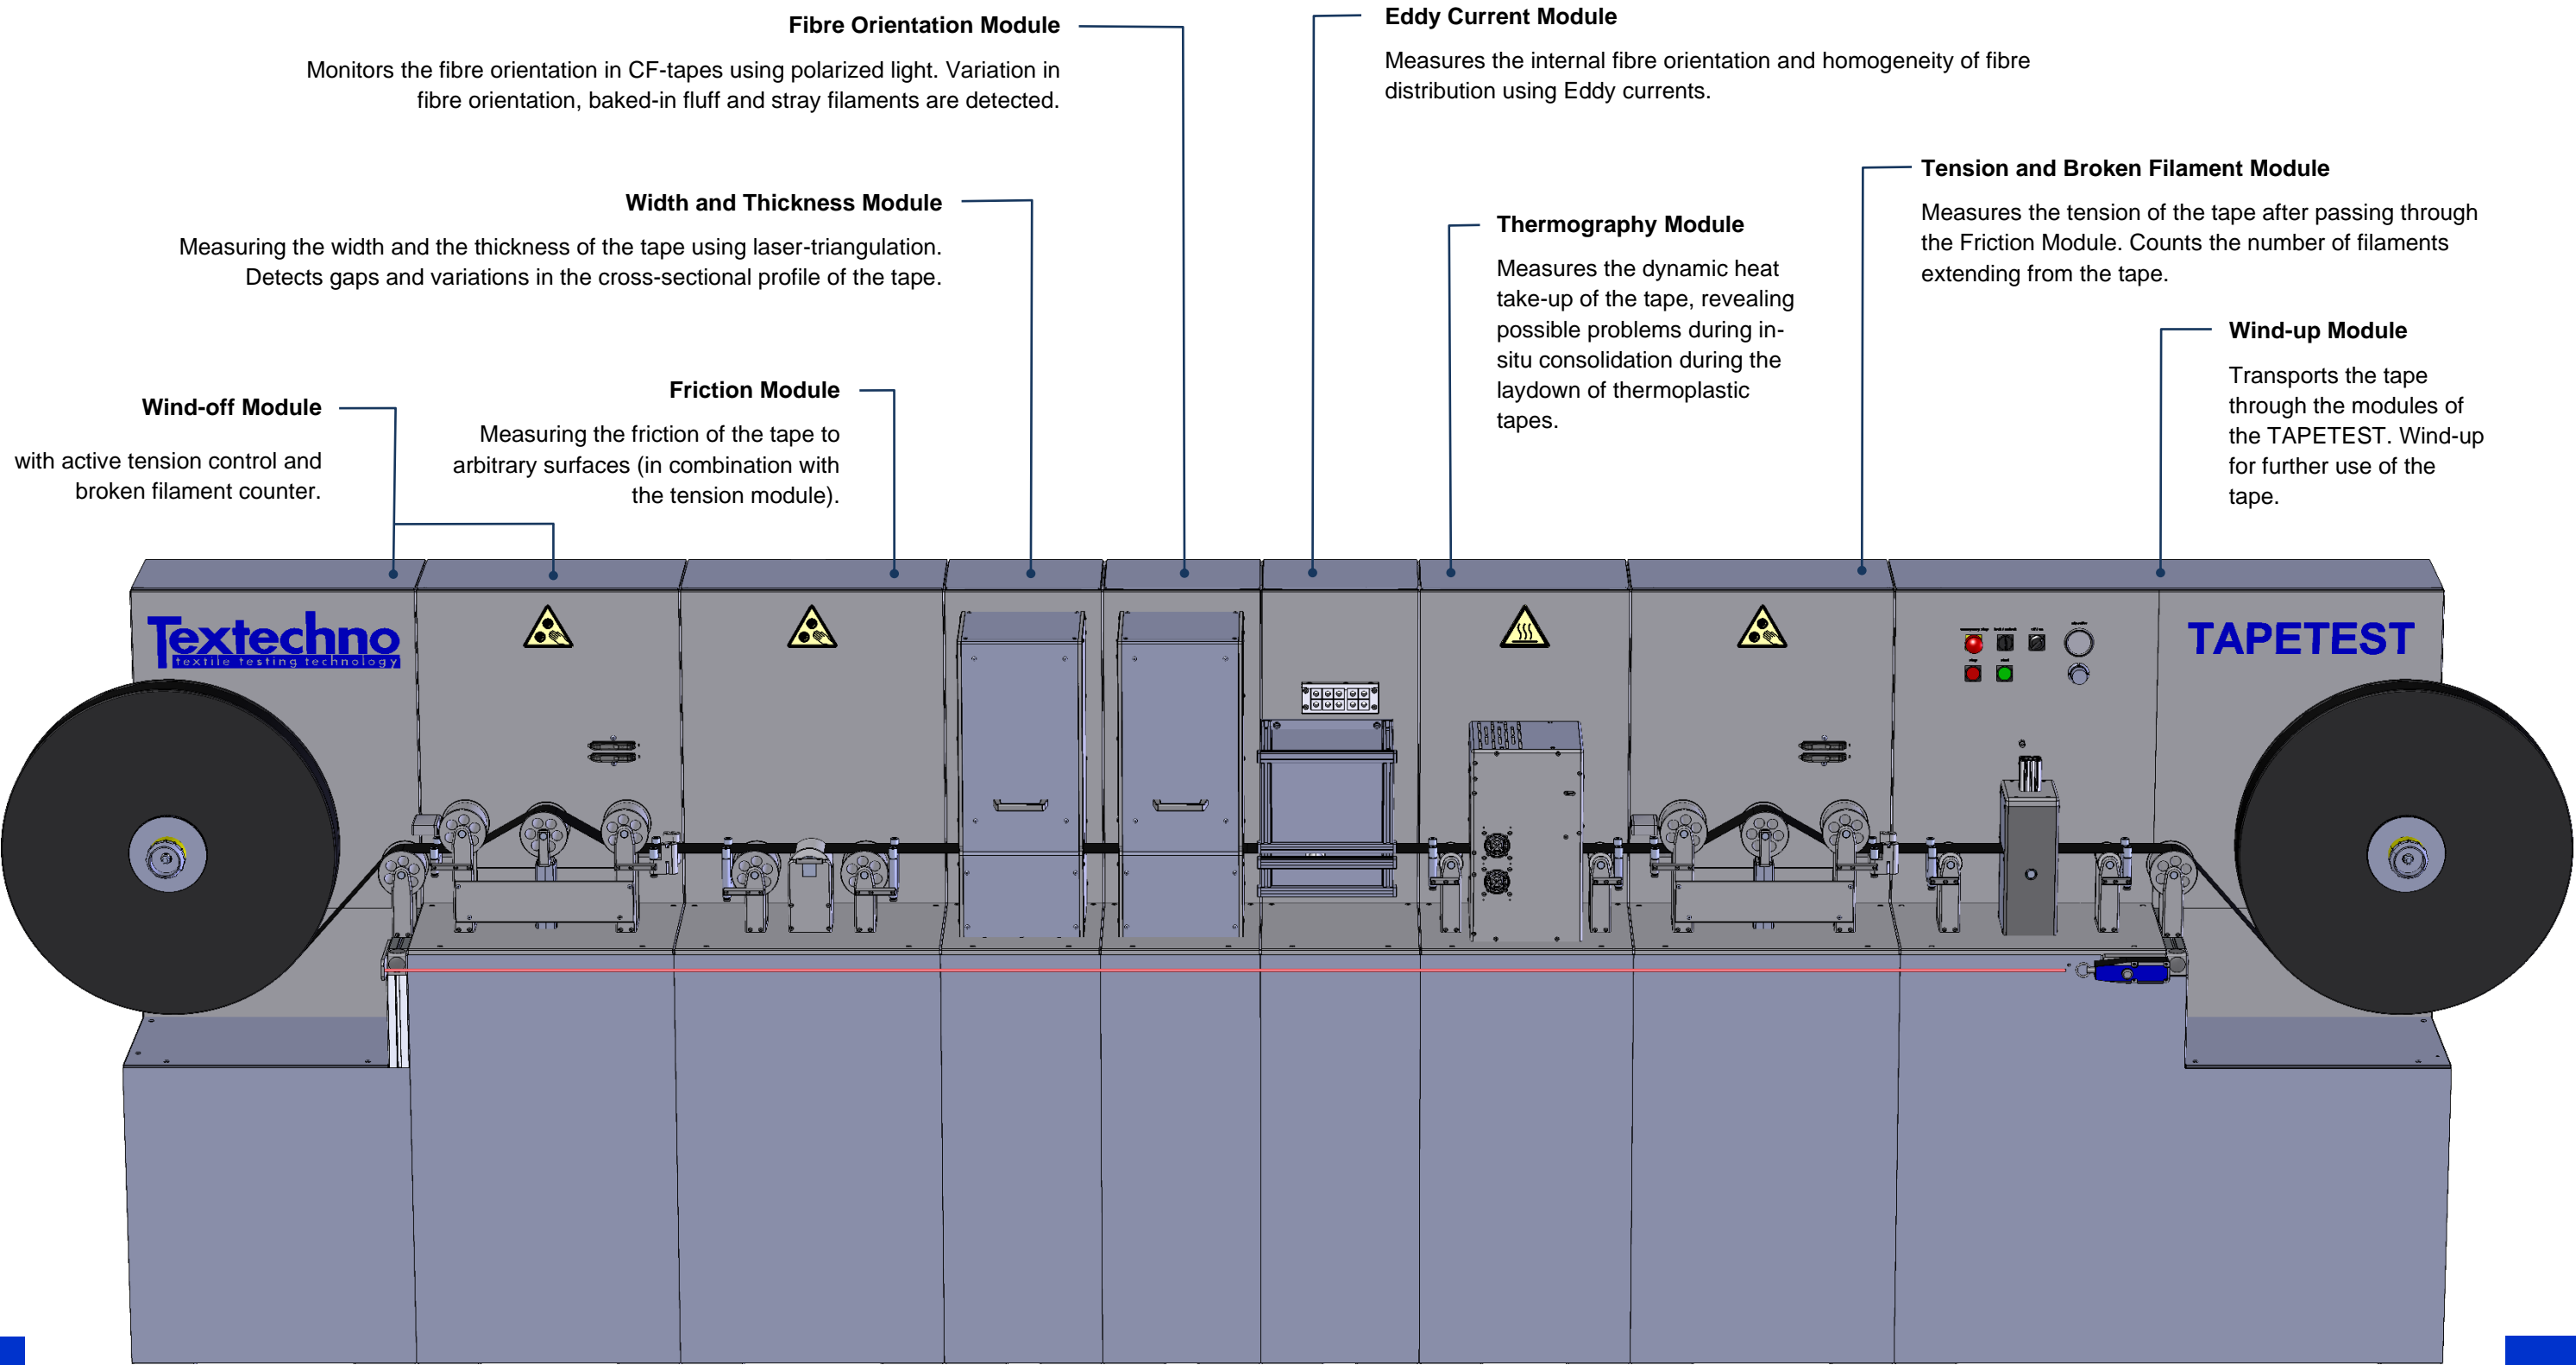 Fibre Orientation Module
Monitors the fibre orientation in CF-tapes using polarized light. Variation in
fibre orientation, baked-in fluff and stray filaments are detected.
Eddy Current Module
Measures the internal fibre orientation and homogeneity of fibre
distribution using Eddy currents.
Width and Thickness Module
Measuring the width and the thickness of the tape using laser-triangulation.
Detects gaps and variations in the cross-sectional profile of the tape.
Thermography Module
Measures the dynamic heat
take-up of the tape, revealing
possible problems during in-
situ consolidation during the
laydown of thermoplastic
tapes.
Tension and Broken Filament Module
Measures the tension of the tape after passing through
the Friction Module. Counts the number of filaments
extending from the tape.
Wind-off Module
with active tension control and
broken filament counter.
Friction Module
Measuring the friction of the tape to
arbitrary surfaces (in combination with
the tension module).
Wind-up Module
Transports the tape
through the modules of
the TAPETEST. Wind-up
for further use of the
tape.
Textechno
textile testing technology
TAPETEST